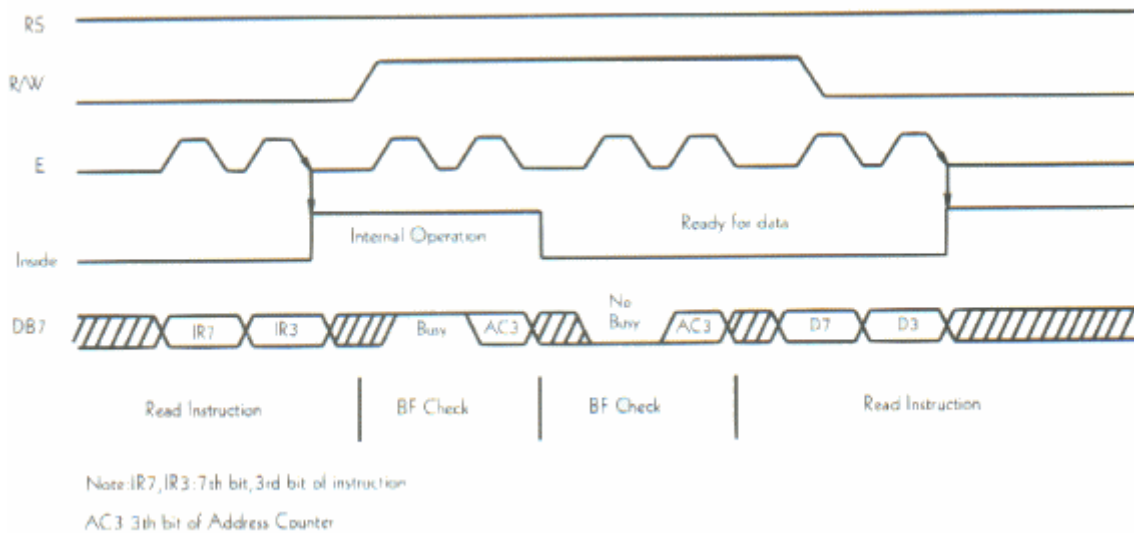 RS
R/W
E
Internal Operation
Ready for data
Inside
DB7
IR7
IR3
Busy
AC3
No
Busy
AC3
D7
D3
Read Instruction
BF Check
BF Check
Read Instruction
Note:IR7,IR3:7th bit,3rd bit of instruction
AC3 3th bit of Address Counter